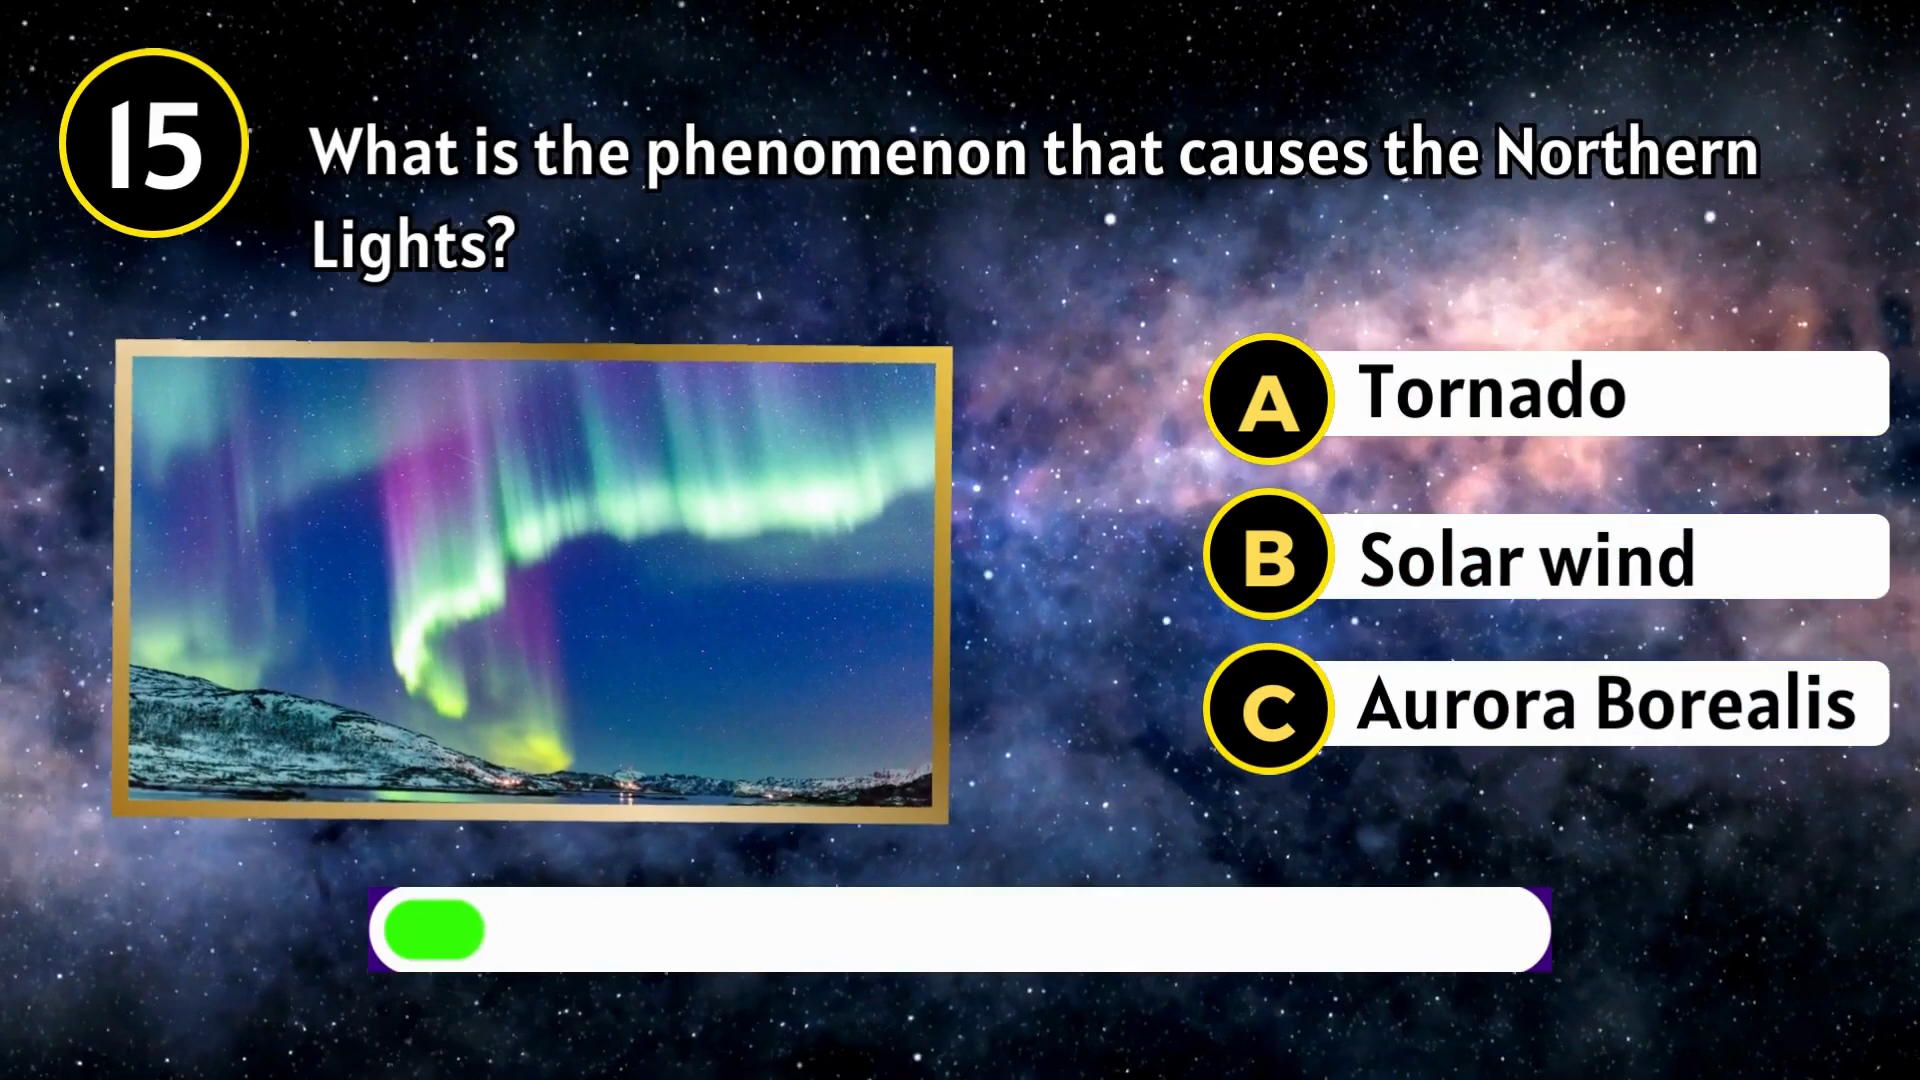 15
What is the phenomenon that causes the Northern
Lights?
A Tornado
B Solar wind
C Aurora Borealis